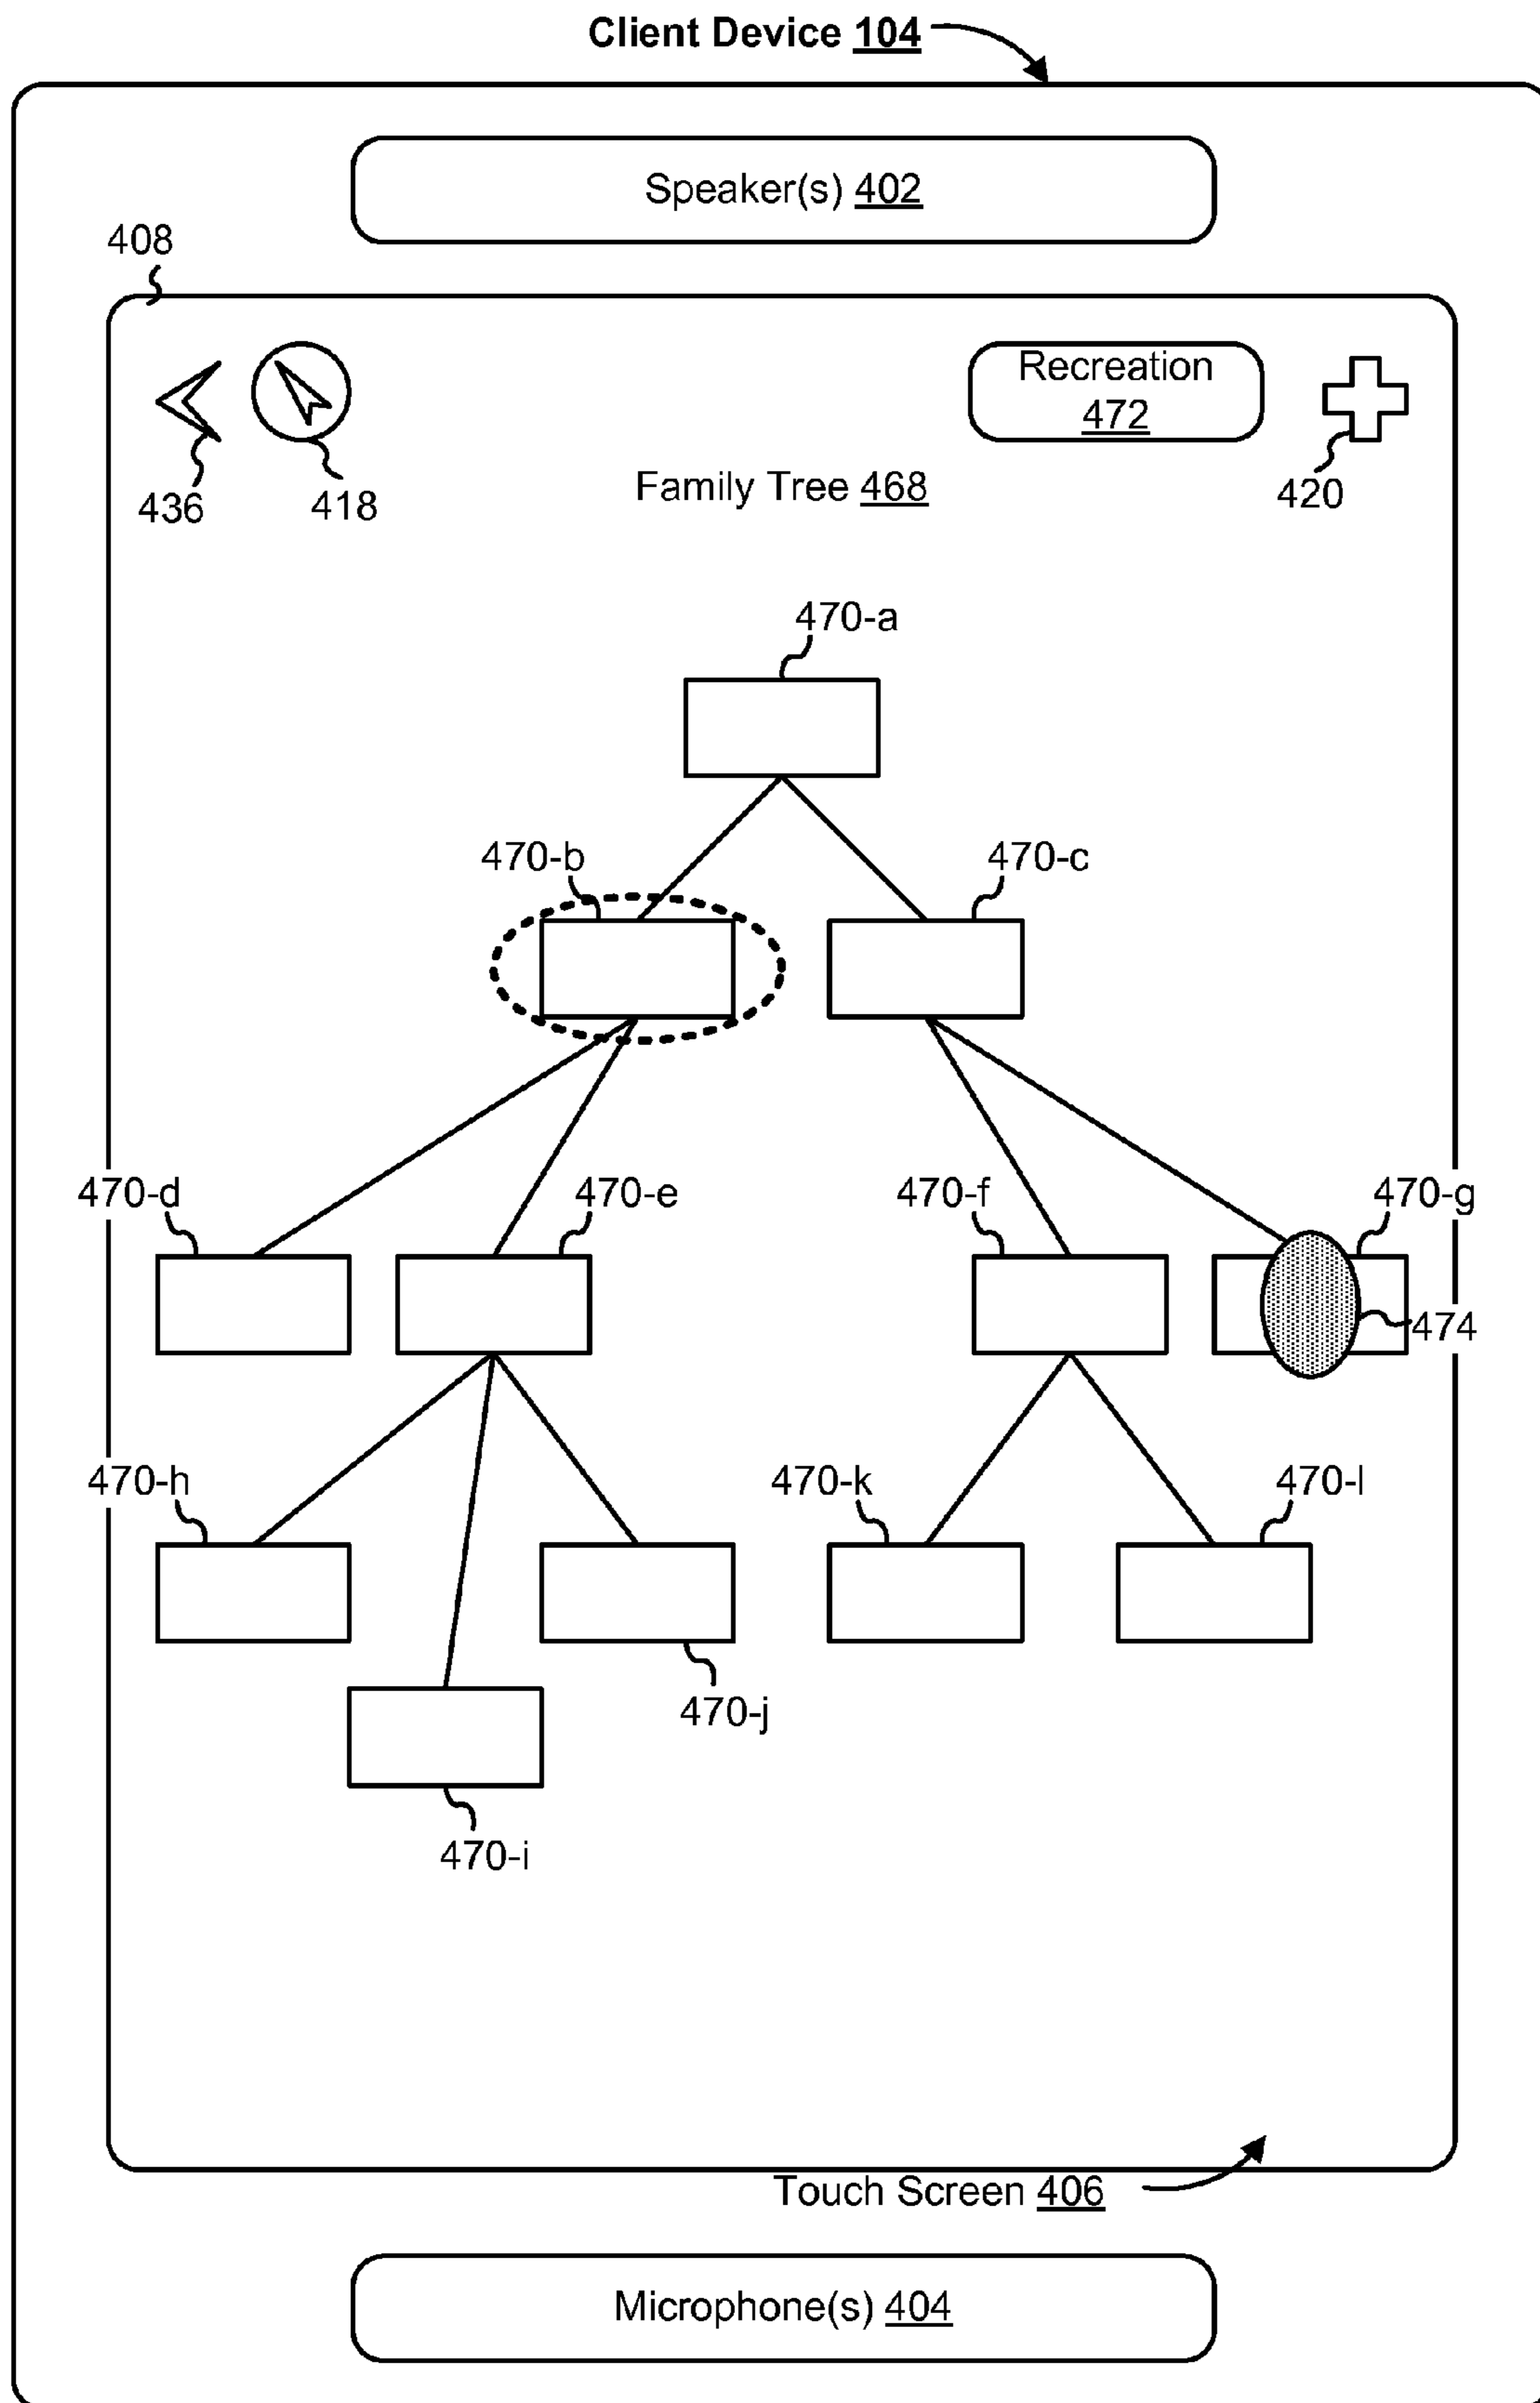 Client Device 104
Speaker(s) 402
408
Recreation
472
436
418
420
Family Tree 468
470-a
470-b
470-c
470-d
470-e
470-f
470-g
474
470-h
470-k
470-l
470-j
470-i
Touch Screen 406
Microphone(s) 404